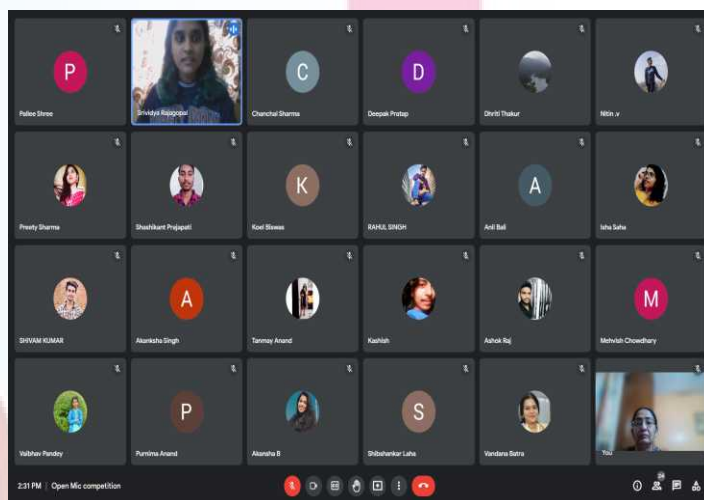 P
C
D
Pallee Shree
Srividya Rajagopal
Chanchal Sharma
Deepak Pratap
Dhriti Thakur
Nitin .v
K
A
Preety Sharma
Shashikant Prajapati
Koel Biswas
RAHUL SINGH
Anil Bali
Isha Saha
A
M
SHIVAM KUMAR
Akanksha Singh
Tanmay Anand
Kashish
Ashok Raj
Mehvish Chowdhary
P
S
Vaibhav Pandey
Purnima Anand
Akansha B
Shibshankar Laha
Vandana Batra
You
2:31 PM | Open Mic competition
24